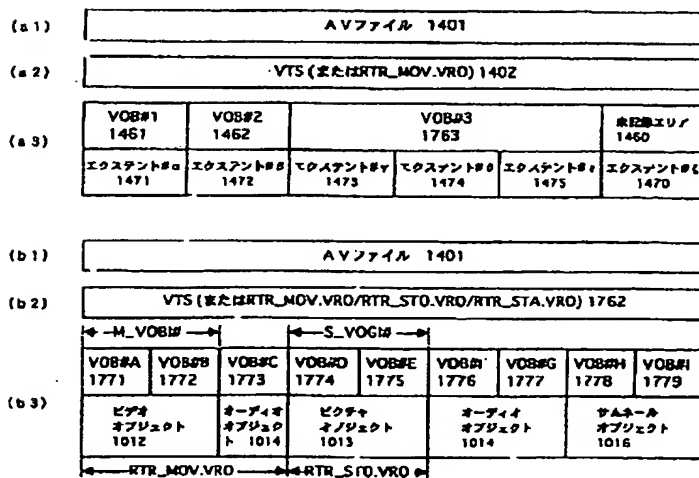 (a1) AVファイル 1401
(a2) VTS (またはRTR_MOV.VRO) 1402
(a3)
VOB#1 VOB#2 VOB#3 未記録エリア
1461 1462 1763 1460
エクステント#α エクステント#β エクステント#γ エクステント#δ エクステント#ε エクステント#ζ
1471 1472 1473 1474 1475 1470
(b1) AVファイル 1401
(b2) VTS (またはRTR_MOV.VRO/RTR_STO.VRO/RTR_STA.VRO) 1762
M_VOBI# S_VOGI#
(b3)
VOB#A VOB#B VOB#C VOB#D VOB#E VOB#F VOB#G VOB#H VOB#I
1771 1772 1773 1774 1775 1776 1777 1778 1779
ビデオ オーディオ ピクチャ オーディオ サムネール
オブジェクト オブジェク オブジェクト オブジェクト オブジェクト
1012 ト 1014 1013 1014 1016
RTR_MOV.VRO RTR_STO.VRO